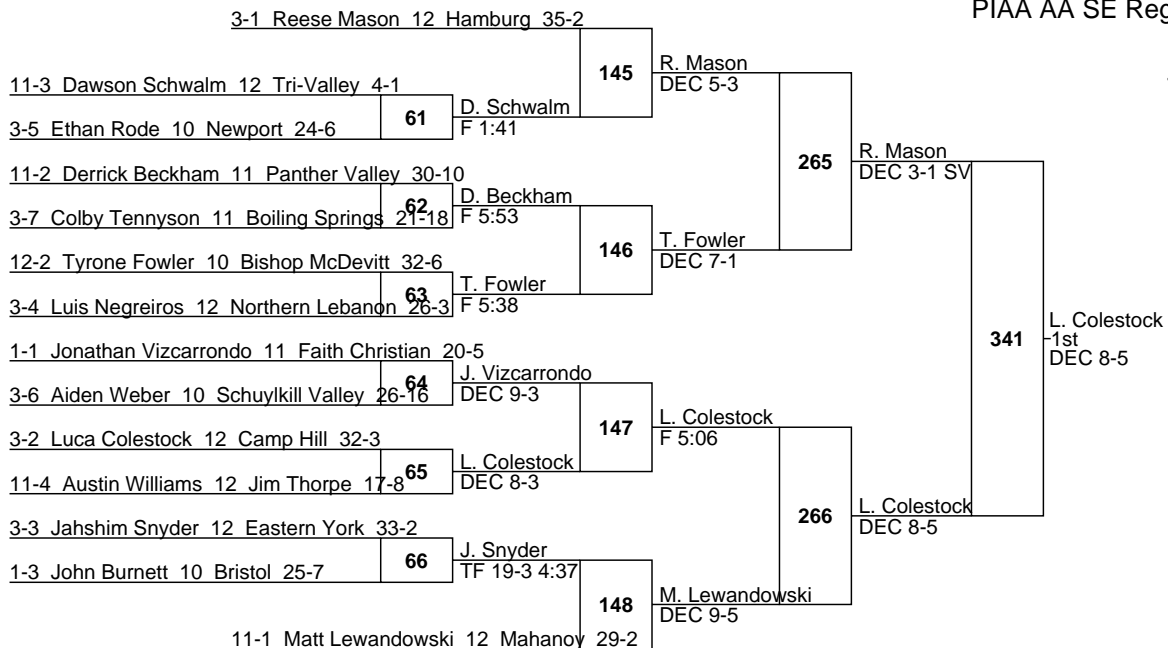 PIAA AA SE Reg
3-1 Reese Mason 12 Hamburg 35-2
145
R. Mason
DEC 5-3
11-3 Dawson Schwalm 12 Tri-Valley 4-1
61
D. Schwalm
F 1:41
3-5 Ethan Rode 10 Newport 24-6
265
R. Mason
DEC 3-1 SV
11-2 Derrick Beckham 11 Panther Valley 30-10
62
D. Beckham
F 5:53
3-7 Colby Tennyson 11 Boiling Springs 21-18
146
T. Fowler
DEC 7-1
12-2 Tyrone Fowler 10 Bishop McDevitt 32-6
63
T. Fowler
F 5:38
3-4 Luis Negreiros 12 Northern Lebanon 26-3
341
L. Colestock
1st
DEC 8-5
1-1 Jonathan Vizcarrondo 11 Faith Christian 20-5
64
J. Vizcarrondo
DEC 9-3
3-6 Aiden Weber 10 Schuylkill Valley 26-16
147
L. Colestock
F 5:06
3-2 Luca Colestock 12 Camp Hill 32-3
65
L. Colestock
DEC 8-3
11-4 Austin Williams 12 Jim Thorpe 17-8
266
L. Colestock
DEC 8-5
3-3 Jahshim Snyder 12 Eastern York 33-2
66
J. Snyder
TF 19-3 4:37
1-3 John Burnett 10 Bristol 25-7
148
M. Lewandowski
DEC 9-5
11-1 Matt Lewandowski 12 Mahanoy 29-2